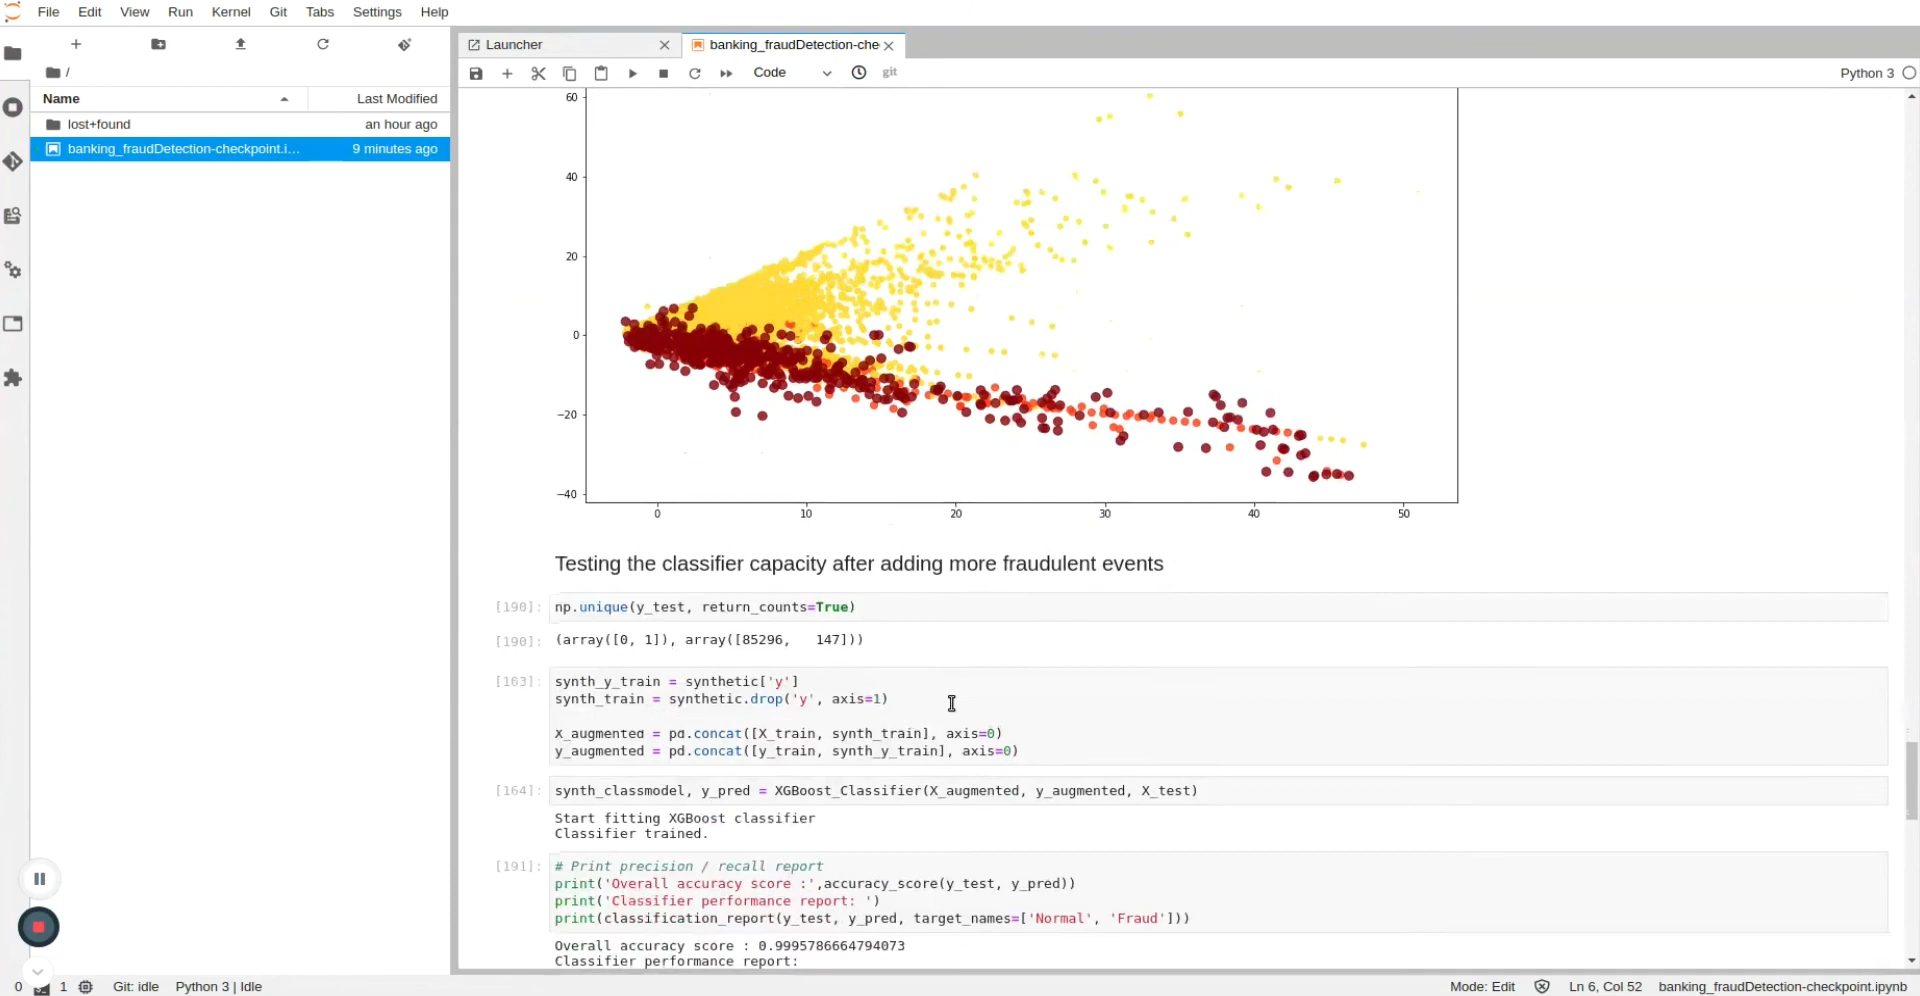 File Edit View Run Kernel Git Tabs Settings Help
Launcher
banking_fraudDetection-che
/
Code
git
Python 3
Name
Last Modified
lost+found
an hour ago
banking_fraudDetection-checkpoint.i…
9 minutes ago
60
40
20
0
−20
−40
0 10 20 30 40 50
Testing the classifier capacity after adding more fraudulent events
[190]: np.unique(y_test, return_counts=True)
[190]: (array([0, 1]), array([85296,   147]))
[163]: synth_y_train = synthetic['y']
synth_train = synthetic.drop('y', axis=1)
X_augmented = pd.concat([X_train, synth_train], axis=0)
y_augmented = pd.concat([y_train, synth_y_train], axis=0)
[164]: synth_classmodel, y_pred = XGBoost_Classifier(X_augmented, y_augmented, X_test)
Start fitting XGBoost classifier
Classifier trained.
[191]: # Print precision / recall report
print('Overall accuracy score :',accuracy_score(y_test, y_pred))
print('Classifier performance report: ')
print(classification_report(y_test, y_pred, target_names=['Normal', 'Fraud']))
Overall accuracy score : 0.9995786664794073
Classifier performance report:
0 1 Git: idle Python 3 | Idle
Mode: Edit Ln 6, Col 52 banking_fraudDetection-checkpoint.ipynb